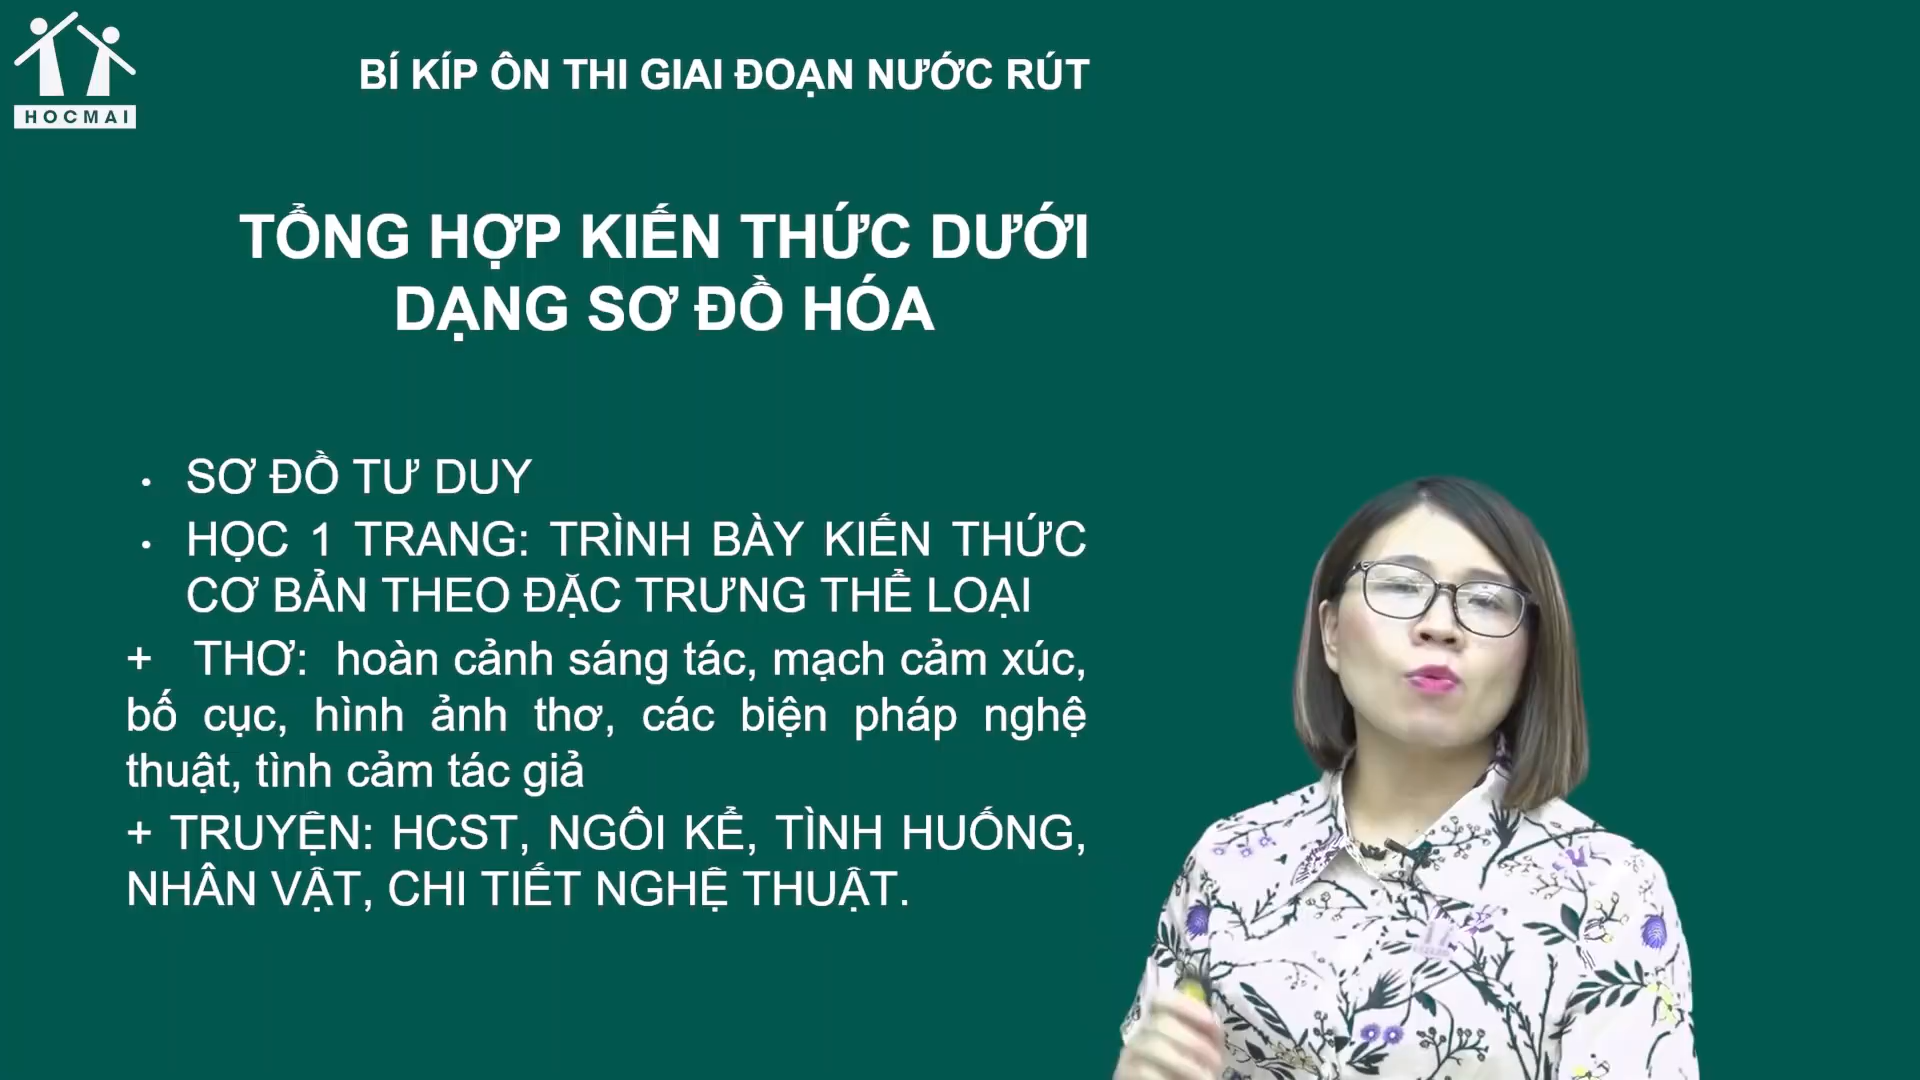 HOCMAI
BÍ KÍP ÔN THI GIAI ĐOẠN NƯỚC RÚT
TỔNG HỢP KIẾN THỨC DƯỚI
DẠNG SƠ ĐỒ HÓA
• SƠ ĐỒ TƯ DUY
• HỌC 1 TRANG: TRÌNH BÀY KIẾN THỨC
CƠ BẢN THEO ĐẶC TRƯNG THỂ LOẠI
+ THƠ: hoàn cảnh sáng tác, mạch cảm xúc,
bố cục, hình ảnh thơ, các biện pháp nghệ
thuật, tình cảm tác giả
+ TRUYỆN: HCST, NGÔI KỂ, TÌNH HUỐNG,
NHÂN VẬT, CHI TIẾT NGHỆ THUẬT.